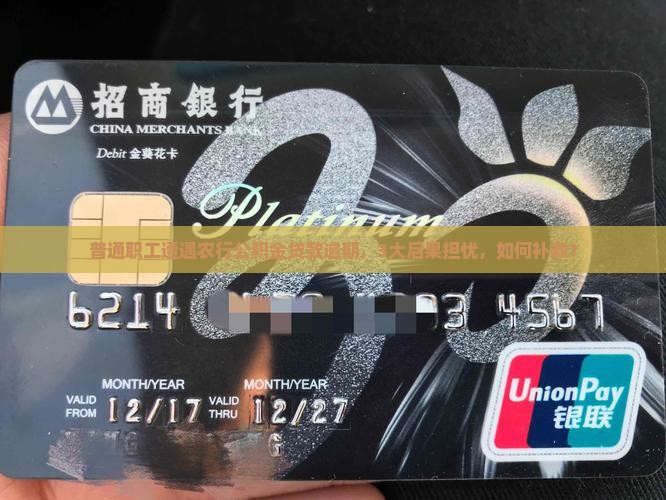 招商銀行
CHINA MERCHANTS BANK
Debit 金葵花卡
Platinum
普通职工遭遇农行公积金贷款逾期，3大后果担忧，如何补救？
6214 03 4567
MONTH/YEAR MONTH/YEAR
VALID FROM 12/17 VALID THRU 12/27
G G
UnionPay
银联